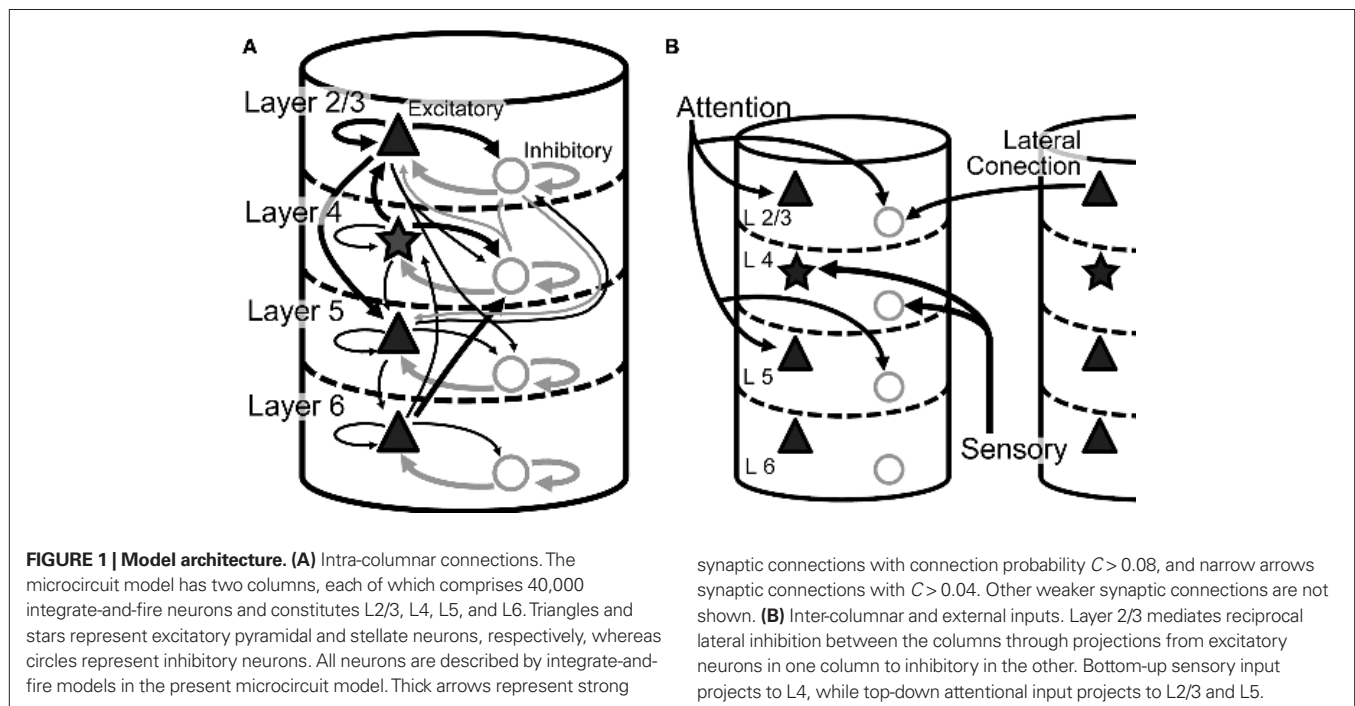 A
Layer 2/3
Excitatory
Inhibitory
Layer 4
Layer 5
Layer 6
B
Attention
Lateral
Conection
L 2/3
L 4
L 5
L 6
Sensory
FIGURE 1 | Model architecture. (A) Intra-columnar connections. The
microcircuit model has two columns, each of which comprises 40,000
integrate-and-fire neurons and constitutes L2/3, L4, L5, and L6. Triangles and
stars represent excitatory pyramidal and stellate neurons, respectively, whereas
circles represent inhibitory neurons. All neurons are described by integrate-and-
fire models in the present microcircuit model. Thick arrows represent strong
synaptic connections with connection probability C > 0.08, and narrow arrows
synaptic connections with C > 0.04. Other weaker synaptic connections are not
shown. (B) Inter-columnar and external inputs. Layer 2/3 mediates reciprocal
lateral inhibition between the columns through projections from excitatory
neurons in one column to inhibitory in the other. Bottom-up sensory input
projects to L4, while top-down attentional input projects to L2/3 and L5.